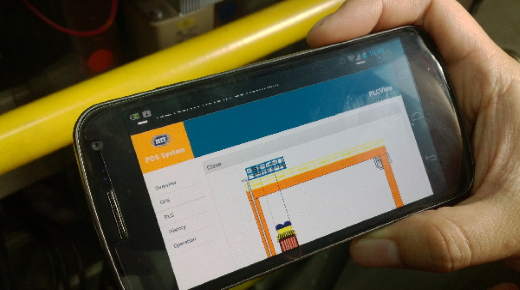 PLCView
POS System
Crane
Overview
GPS
PLC
History
Operation